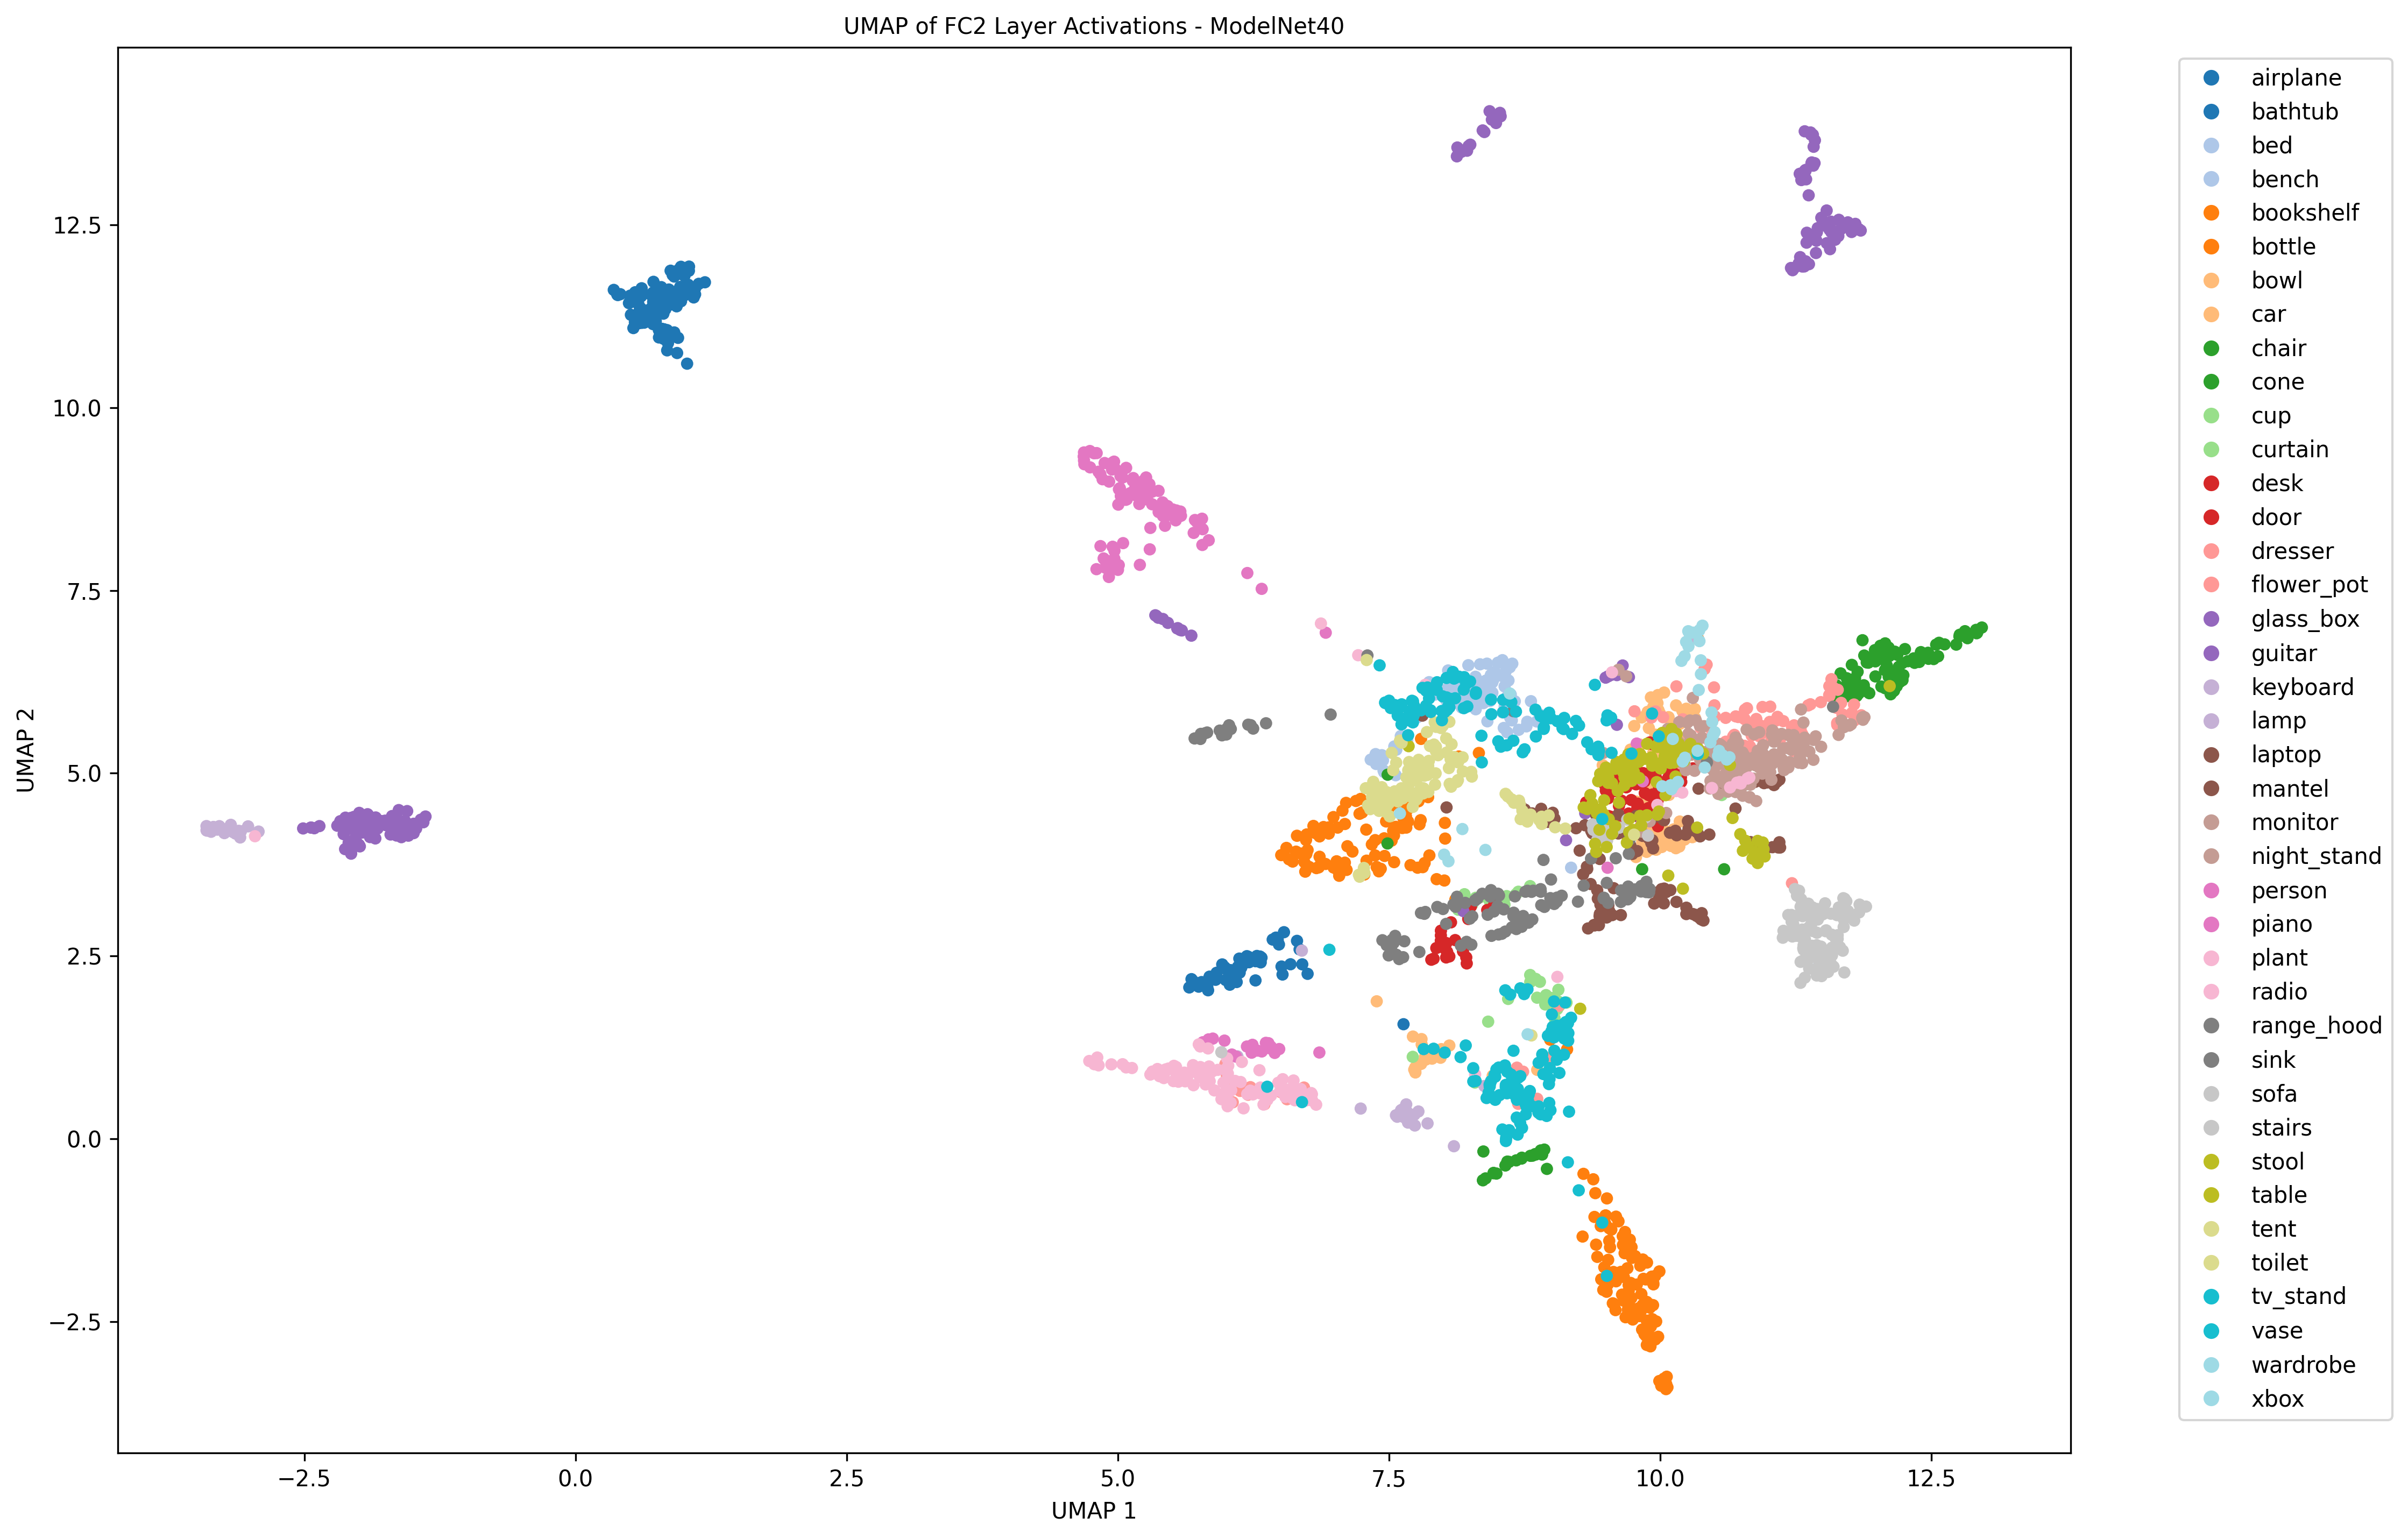 UMAP of FC2 Layer Activations - ModelNet40
12.5
10.0
7.5
5.0
2.5
0.0
−2.5
UMAP 2
−2.5
0.0
2.5
5.0
7.5
10.0
12.5
UMAP 1
airplane
bathtub
bed
bench
bookshelf
bottle
bowl
car
chair
cone
cup
curtain
desk
door
dresser
flower_pot
glass_box
guitar
keyboard
lamp
laptop
mantel
monitor
night_stand
person
piano
plant
radio
range_hood
sink
sofa
stairs
stool
table
tent
toilet
tv_stand
vase
wardrobe
xbox